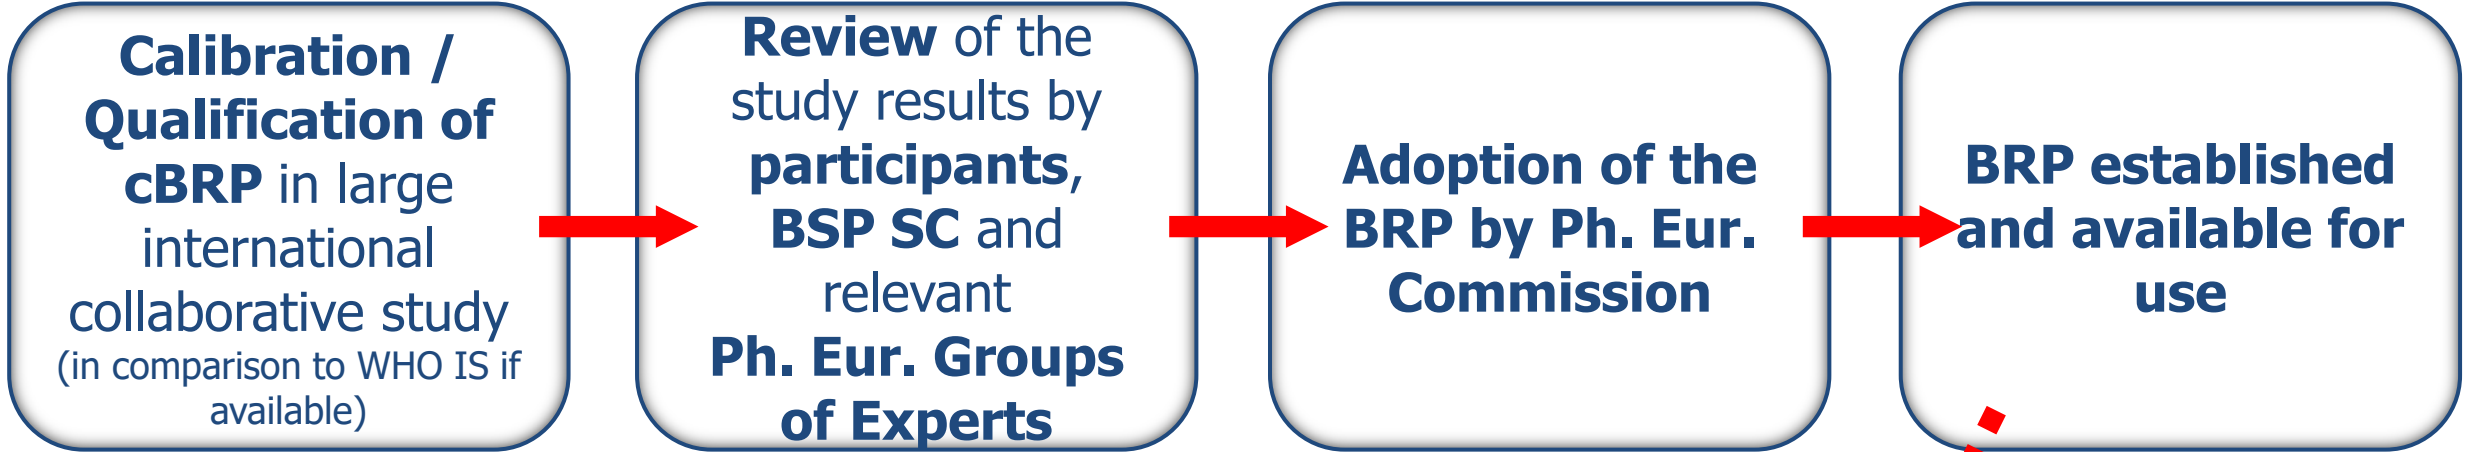 Calibration /
Qualification of
cBRP in large
international
collaborative study
(in comparison to WHO IS if
available)
Review of the
study results by
participants,
BSP SC and
relevant
Ph. Eur. Groups
of Experts
Adoption of the
BRP by Ph. Eur.
Commission
BRP established
and available for
use